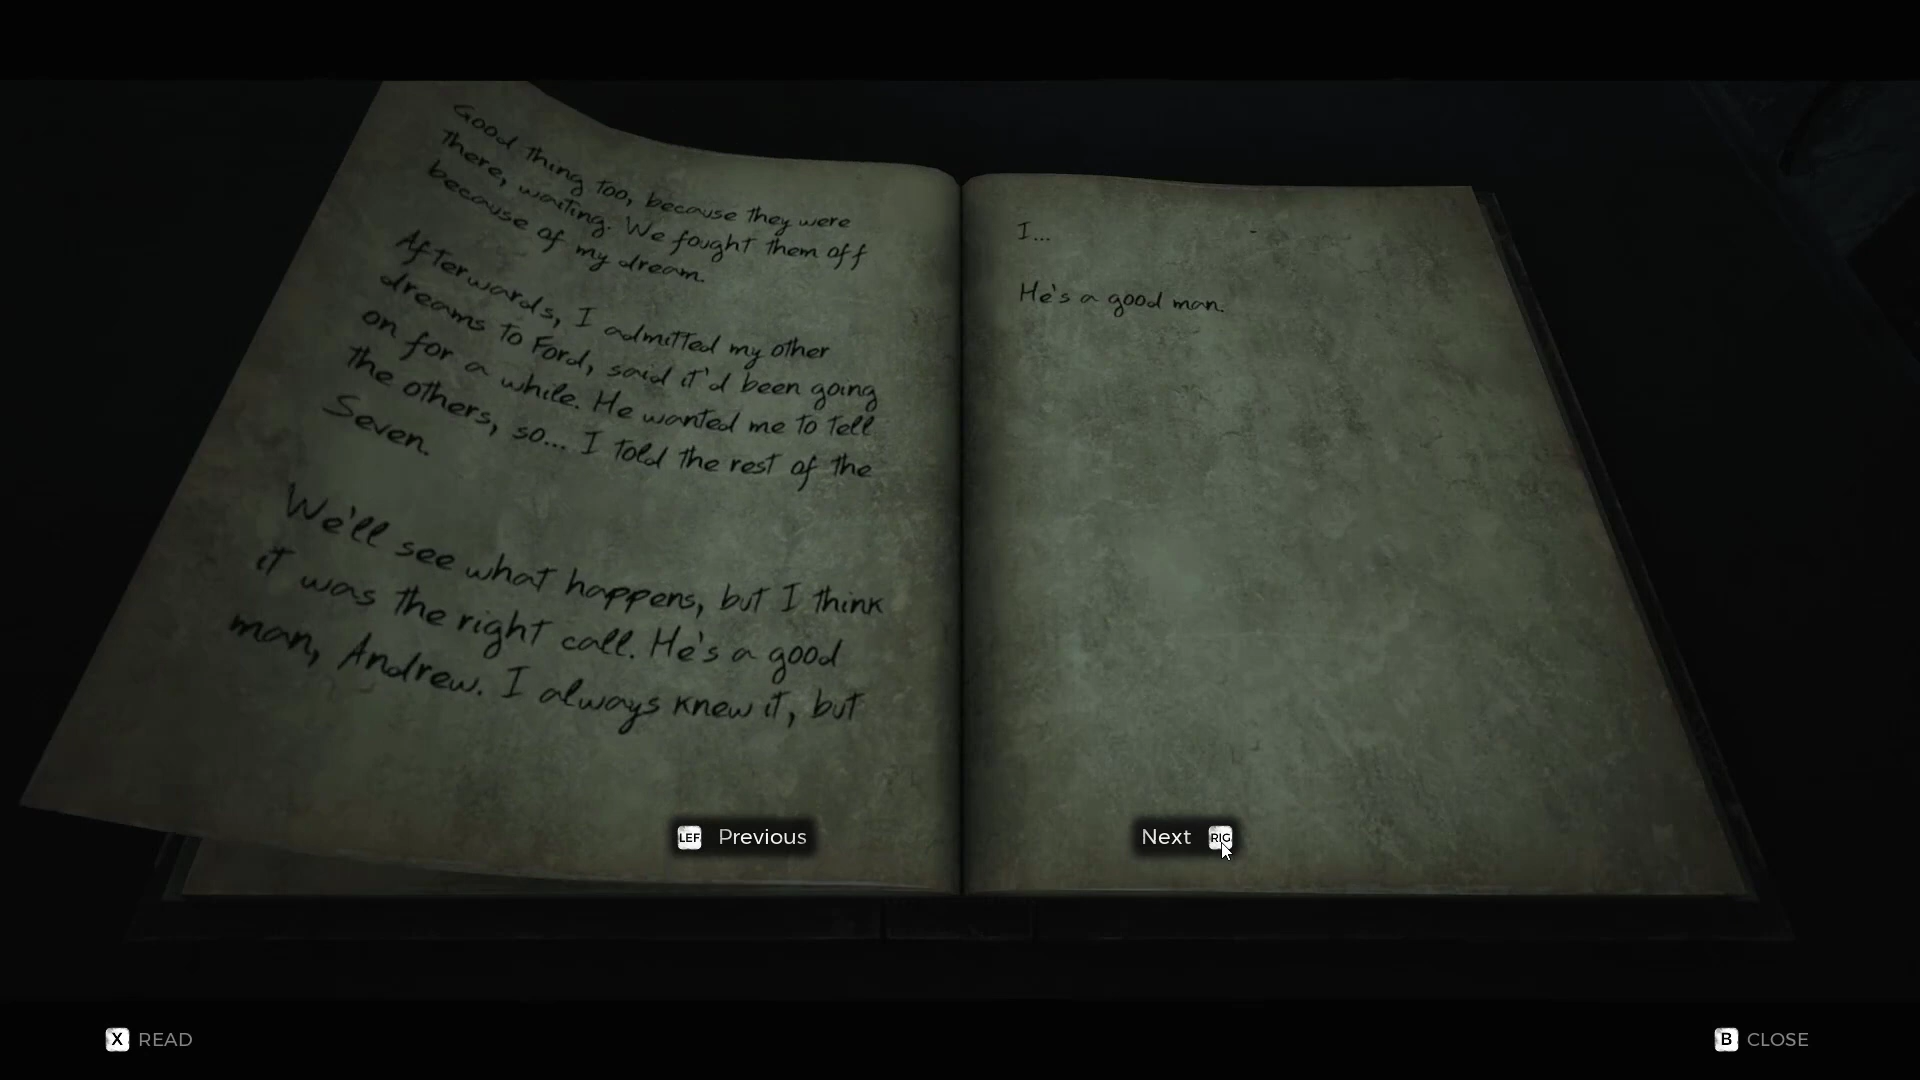 Good thing too, because they were
there, waiting. We fought them off
because of my dream.
Afterwards, I admitted my other
dreams to Ford, said it'd been going
on for a while. He wanted me to tell
the others, so... I told the rest of the
Seven.
We'll see what happens, but I think
it was the right call. He's a good
man, Andrew. I always knew it, but
I...
He's a good man.
LEF Previous
Next RIG
X READ
B CLOSE